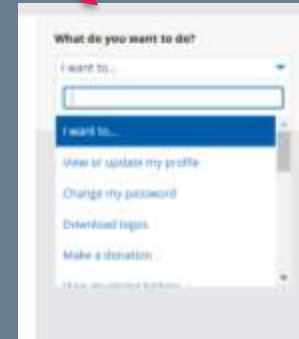 What do you want to do?
I want to...
I want to...
View or update my profile
Change my password
Download logos
Make a donation